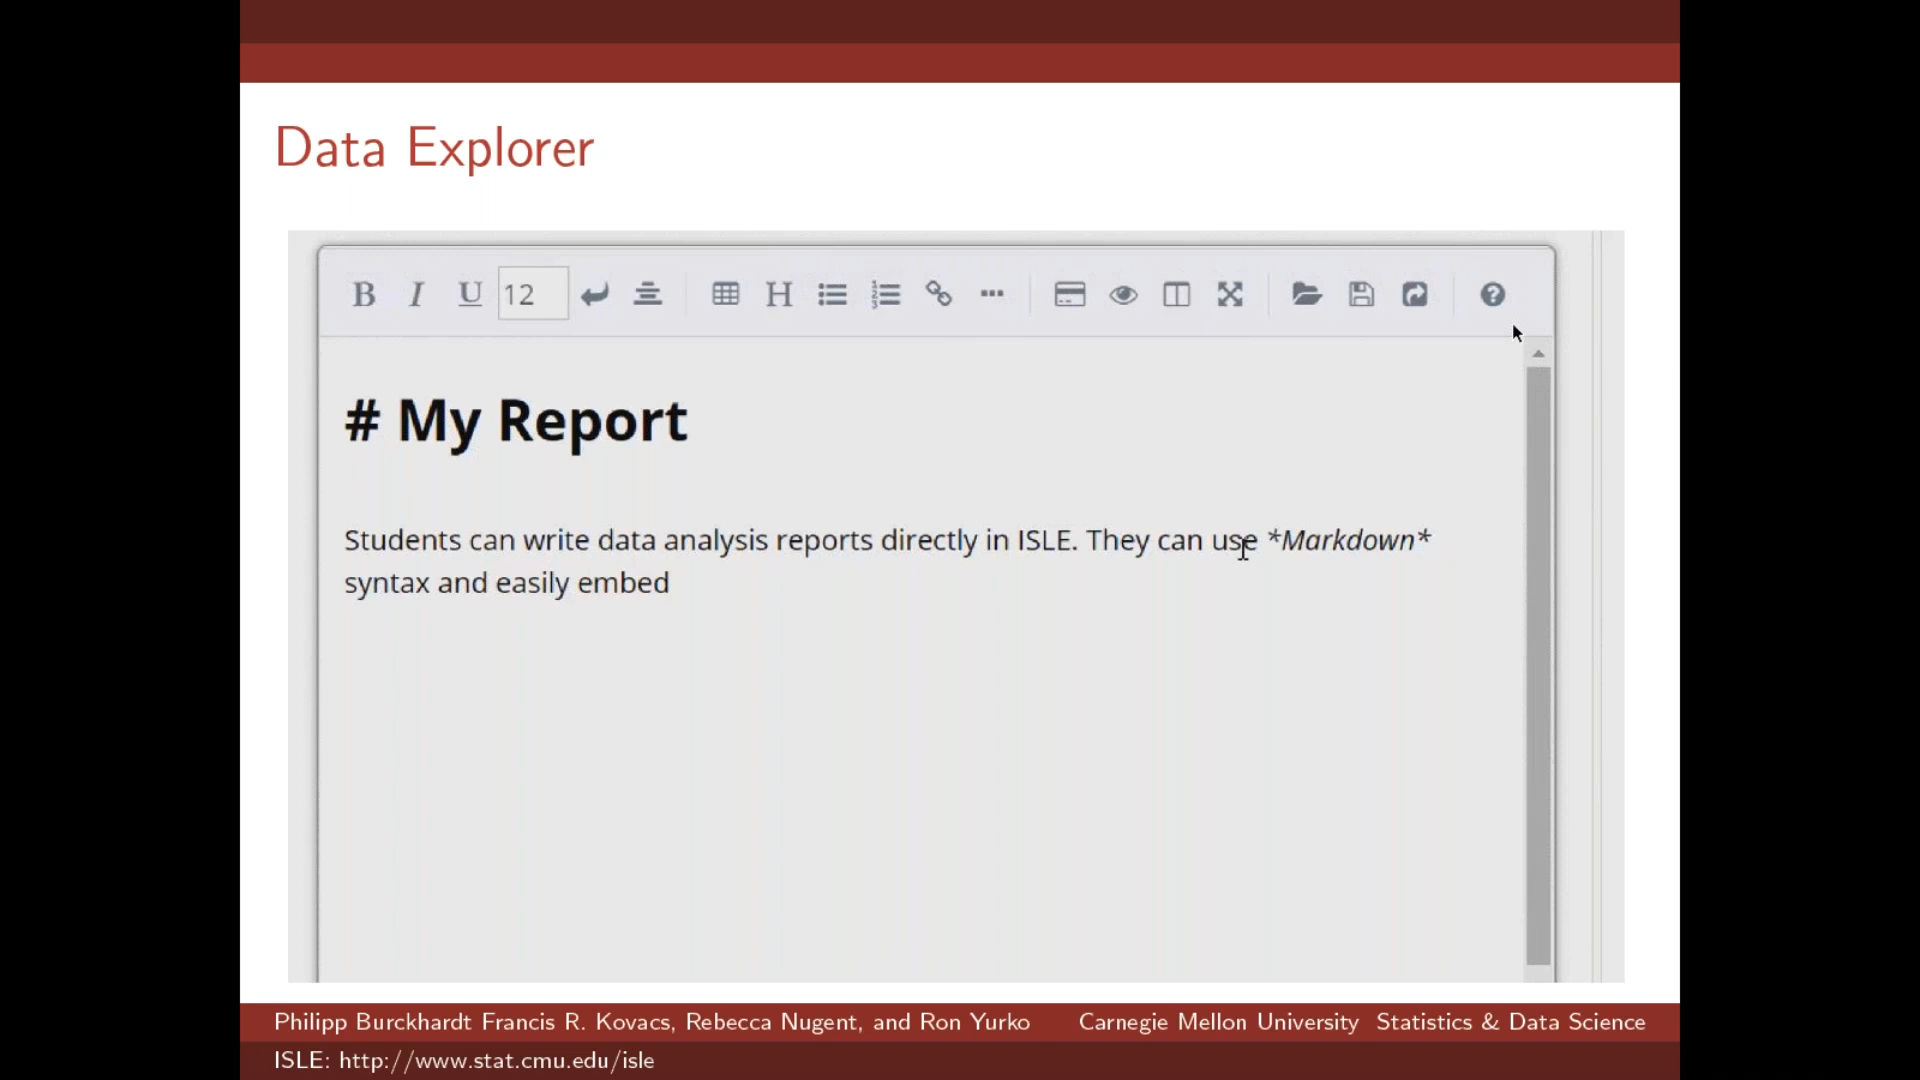 Data Explorer
B I U 12 H
# My Report
Students can write data analysis reports directly in ISLE. They can use *Markdown*
syntax and easily embed
Philipp Burckhardt Francis R. Kovacs, Rebecca Nugent, and Ron Yurko Carnegie Mellon University Statistics & Data Science
ISLE: http://www.stat.cmu.edu/isle